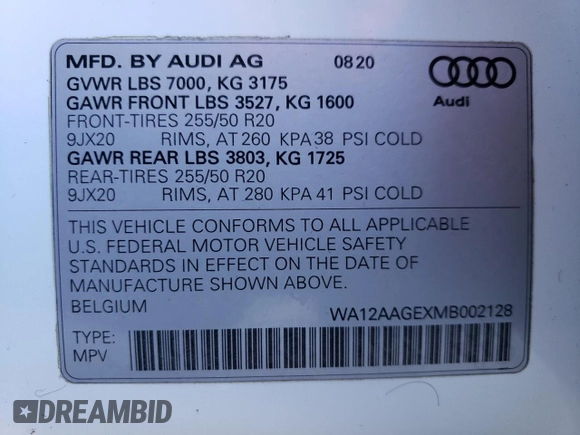 MFD. BY AUDI AG 08 20
GVWR LBS 7000, KG 3175
GAWR FRONT LBS 3527, KG 1600
Audi
FRONT-TIRES 255/50 R20
9JX20 RIMS, AT 260 KPA 38 PSI COLD
GAWR REAR LBS 3803, KG 1725
REAR-TIRES 255/50 R20
9JX20 RIMS, AT 280 KPA 41 PSI COLD
THIS VEHICLE CONFORMS TO ALL APPLICABLE
U.S. FEDERAL MOTOR VEHICLE SAFETY
STANDARDS IN EFFECT ON THE DATE OF
MANUFACTURE SHOWN ABOVE.
BELGIUM WA12AAGEXMB002128
TYPE:
MPV
DREAMBID